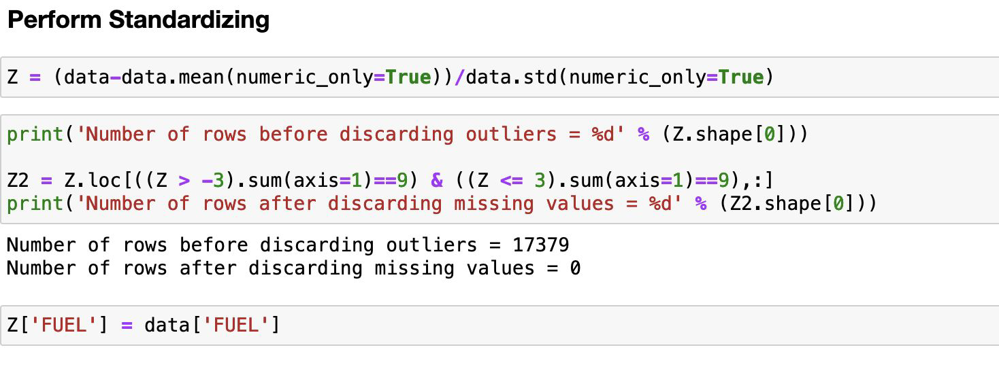 Perform Standardizing
Z = (data-data.mean(numeric_only=True))/data.std(numeric_only=True)
print('Number of rows before discarding outliers = %d' % (Z.shape[0]))
Z2 = Z.loc[((Z > -3).sum(axis=1)==9) & ((Z <= 3).sum(axis=1)==9),:]
print('Number of rows after discarding missing values = %d' % (Z2.shape[0]))
Number of rows before discarding outliers = 17379
Number of rows after discarding missing values = 0
Z['FUEL'] = data['FUEL']